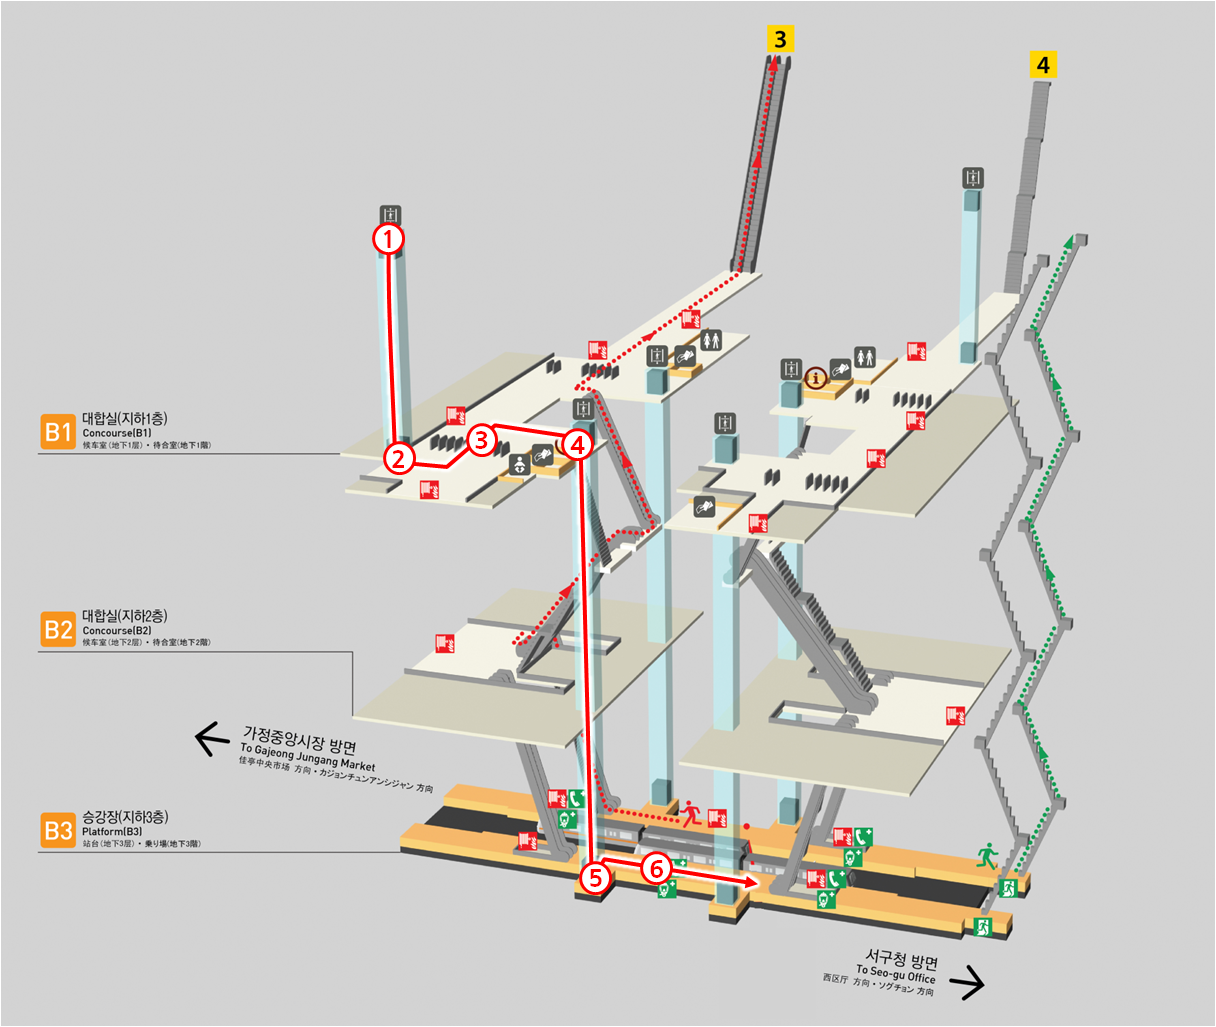 3
4
1
B1
대합실(지하1층)
Concourse(B1)
候车室(地下1层)・待合室(地下1階)
2
3
4
B2
대합실(지하2층)
Concourse(B2)
候车室(地下2层)・待合室(地下2階)
가정중앙시장 방면
To Gajeong Jungang Market
佳亭中央市场 方向・カジョンチュンアンシジャン 方向
B3
승강장(지하3층)
Platform(B3)
站台(地下3层)・乗り場(地下3階)
5
6
서구청 방면
To Seo-gu Office
西区厅 方向・ソグチョン 方向